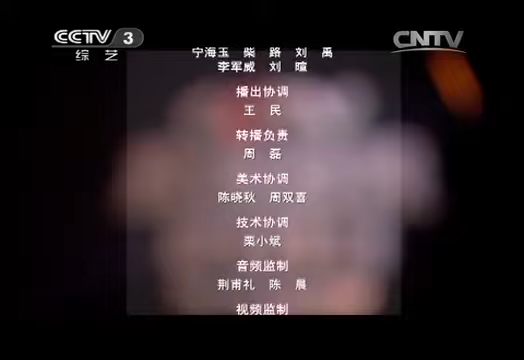 CCTV 3
综艺
CNTV
宁海玉 柴 路 刘 禹
李军威 刘 暄
播出协调
王 民
转播负责
周 磊
美术协调
陈晓秋 周双喜
技术协调
栗小斌
音频监制
荆甫礼 陈 晨
视频监制